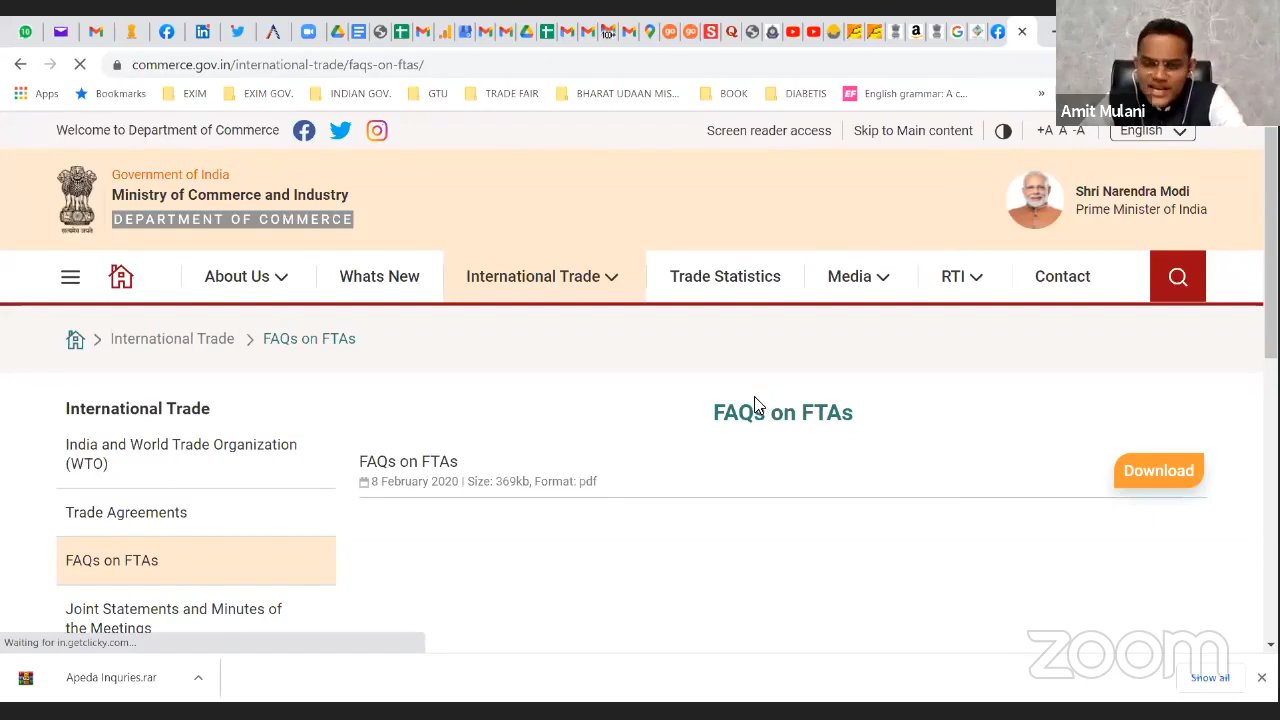 commerce.gov.in/international-trade/faqs-on-ftas/
Amit Mulani
Apps
Bookmarks
EXIM
EXIM GOV.
INDIAN GOV.
GTU
TRADE FAIR
BHARAT UDAAN MIS...
BOOK
DIABETIS
EF
English grammar: A c...
»
Welcome to Department of Commerce
Screen reader access
Skip to Main content
+A A -A
English
Government of India
Ministry of Commerce and Industry
DEPARTMENT OF COMMERCE
Shri Narendra Modi
Prime Minister of India
About Us
Whats New
International Trade
Trade Statistics
Media
RTI
Contact
International Trade
FAQs on FTAs
International Trade
India and World Trade Organization
(WTO)
Trade Agreements
FAQs on FTAs
Joint Statements and Minutes of
the Meetings
FAQs on FTAs
FAQs on FTAs
8 February 2020 | Size: 369kb, Format: pdf
Download
Waiting for in.getclicky.com...
zoom
Apeda Inquries.rar
Show all